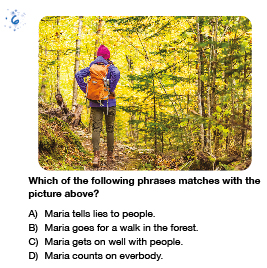 6
Which of the following phrases matches with the
picture above?
A) Maria tells lies to people.
B) Maria goes for a walk in the forest.
C) Maria gets on well with people.
D) Maria counts on everbody.